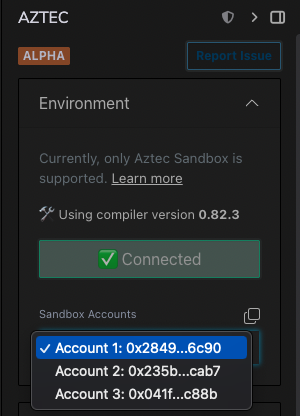 AZTEC
ALPHA
Report Issue
Environment
Currently, only Aztec Sandbox is
supported. Learn more
🛠 Using compiler version 0.82.3
✅ Connected
Sandbox Accounts
✓ Account 1: 0x2849...6c90
Account 2: 0x235b...cab7
Account 3: 0x041f...c88b